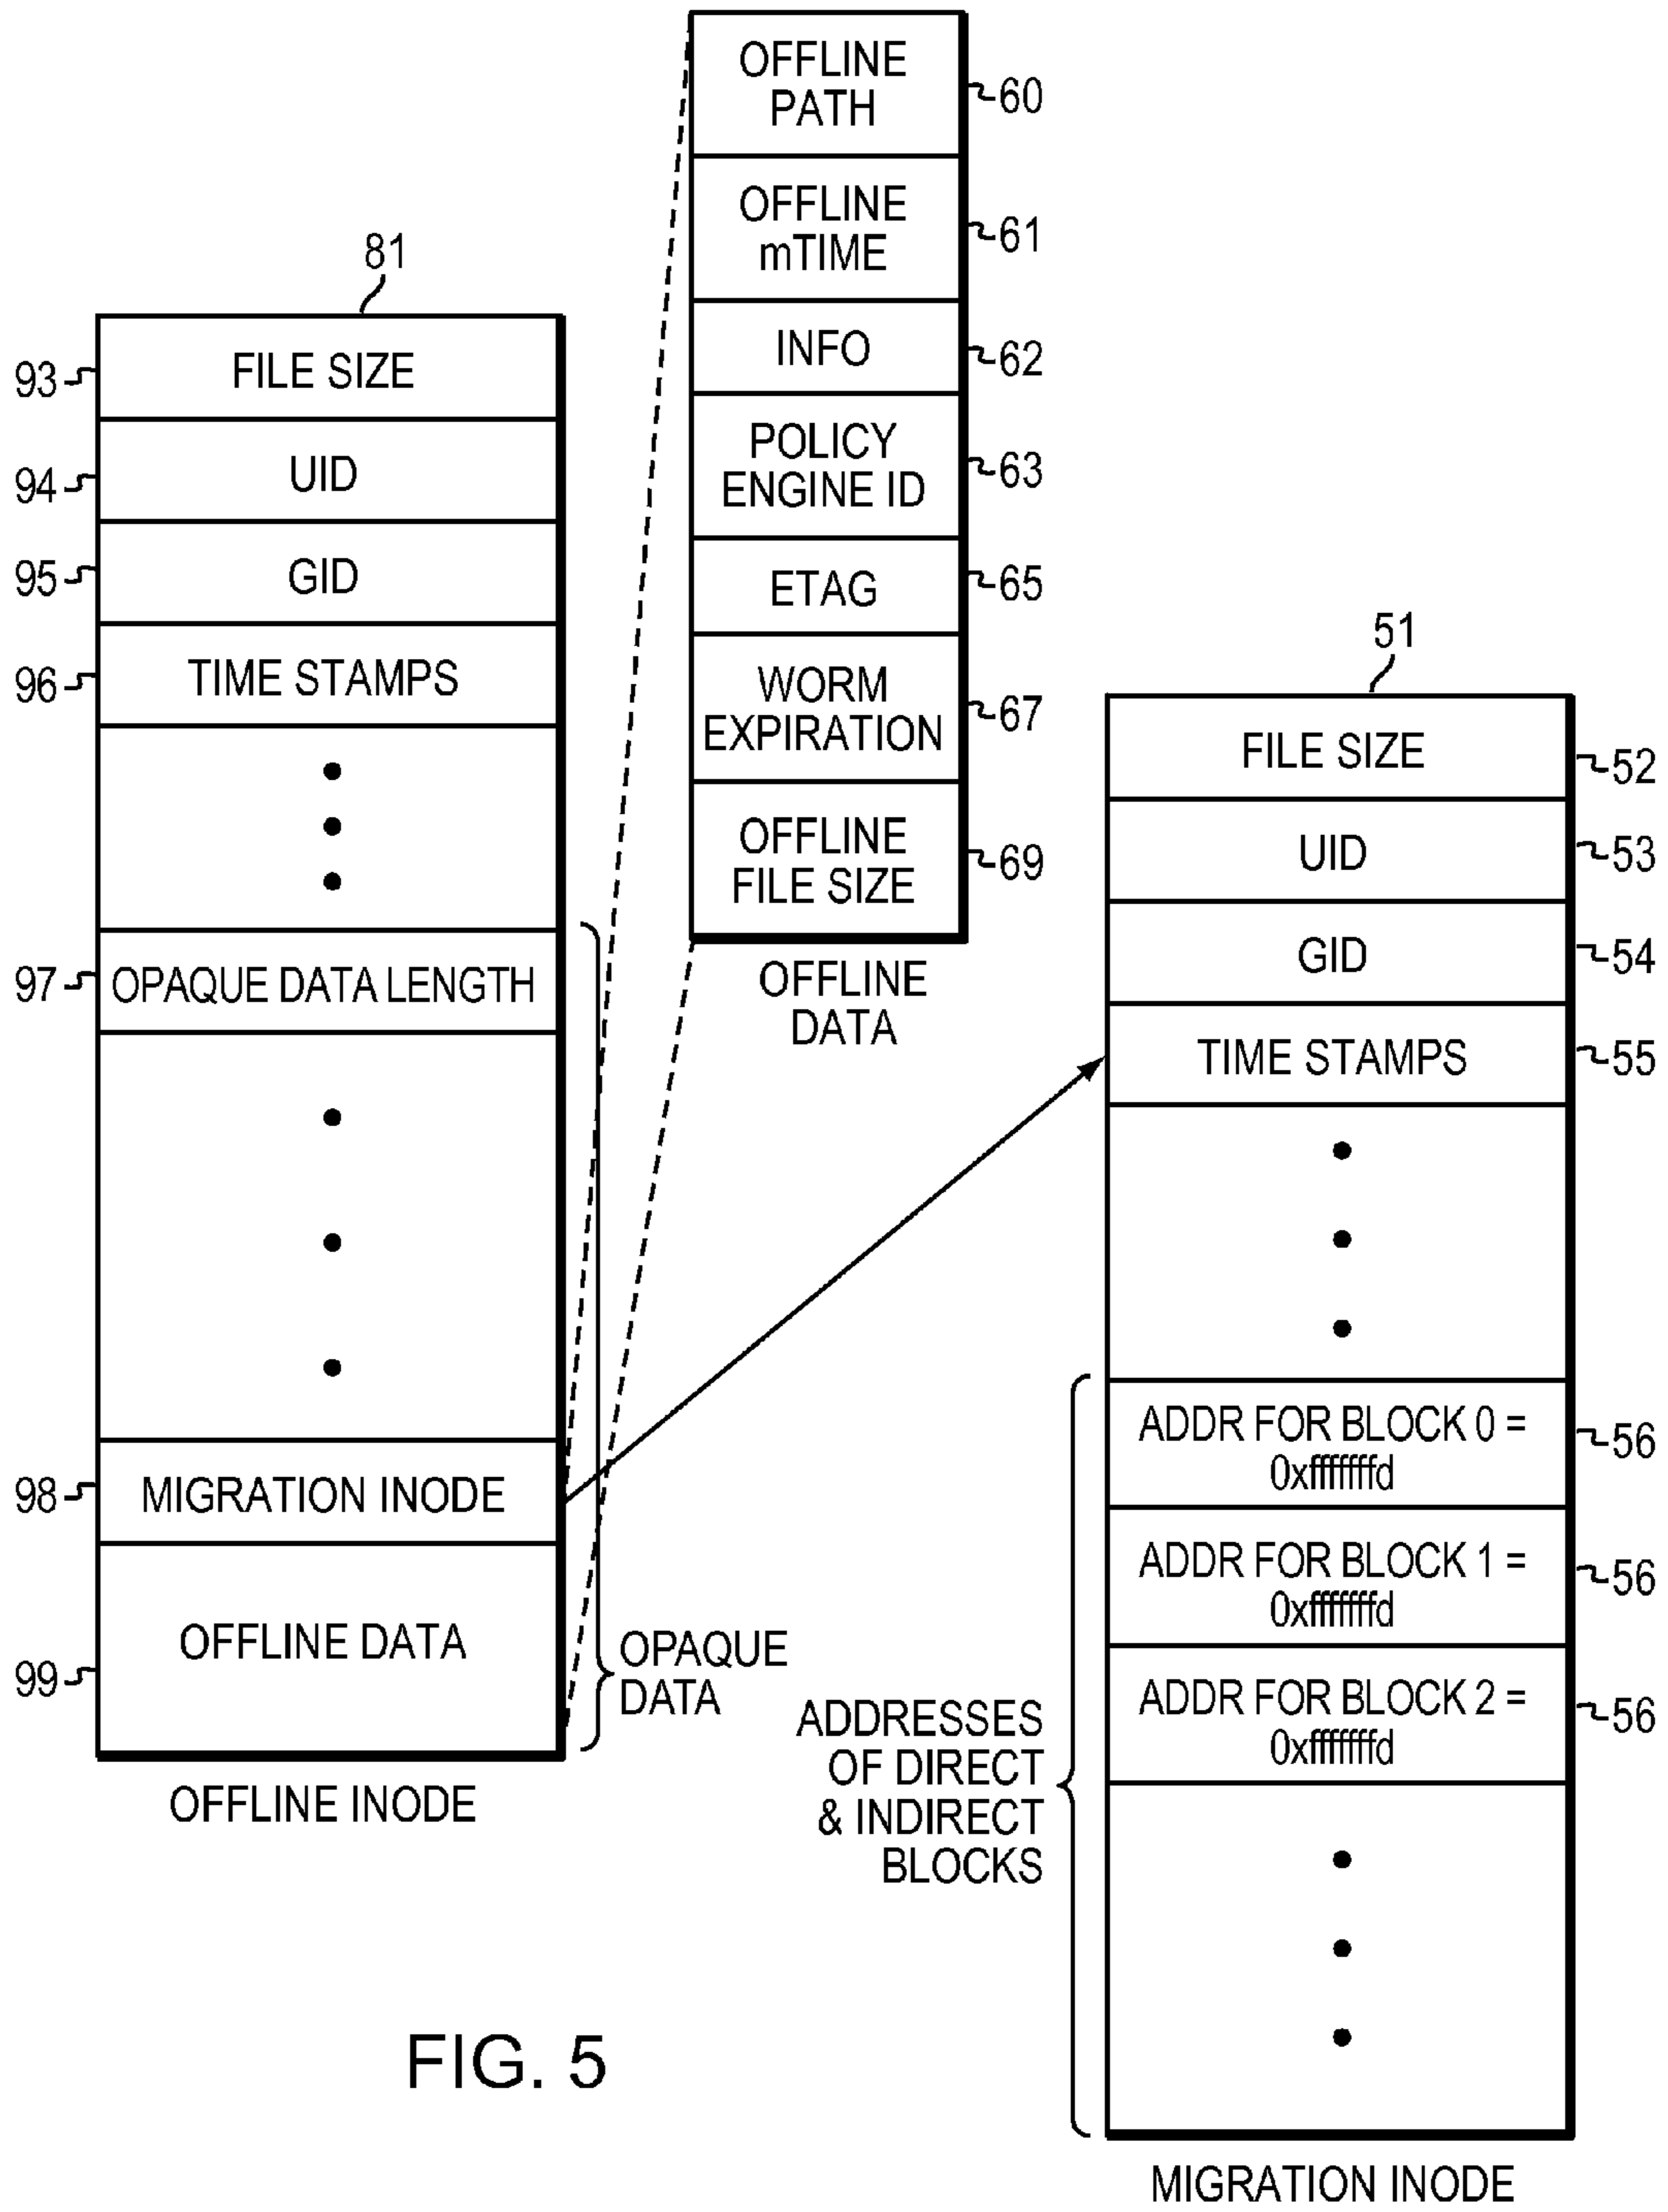 81
93
FILE SIZE
94
UID
95
GID
96
TIME STAMPS
97
OPAQUE DATA LENGTH
98
MIGRATION INODE
99
OFFLINE DATA
OPAQUE
DATA
OFFLINE INODE
OFFLINE
PATH
60
OFFLINE
mTIME
61
INFO
62
POLICY
ENGINE ID
63
ETAG
65
WORM
EXPIRATION
67
OFFLINE
FILE SIZE
69
OFFLINE
DATA
51
FILE SIZE
52
UID
53
GID
54
TIME STAMPS
55
ADDR FOR BLOCK 0 =
0xfffffffd
56
ADDR FOR BLOCK 1 =
0xfffffffd
56
ADDR FOR BLOCK 2 =
0xfffffffd
56
ADDRESSES
OF DIRECT
& INDIRECT
BLOCKS
MIGRATION INODE
FIG. 5